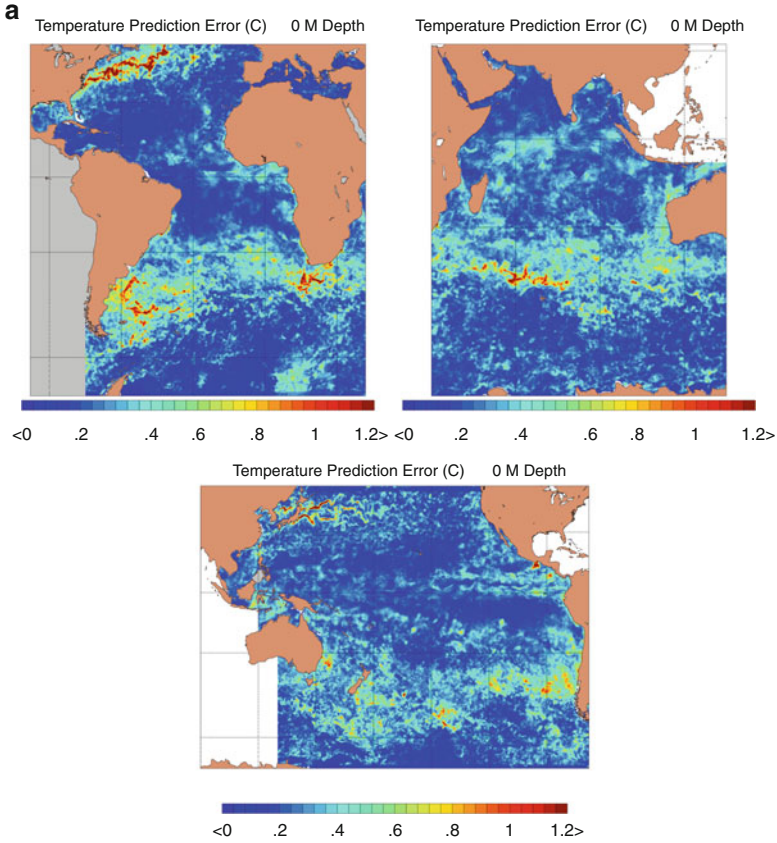 a
Temperature Prediction Error (C) 0 M Depth
Temperature Prediction Error (C) 0 M Depth
<0 .2 .4 .6 .8 1 1.2>
<0 .2 .4 .6 .8 1 1.2>
Temperature Prediction Error (C) 0 M Depth
<0 .2 .4 .6 .8 1 1.2>